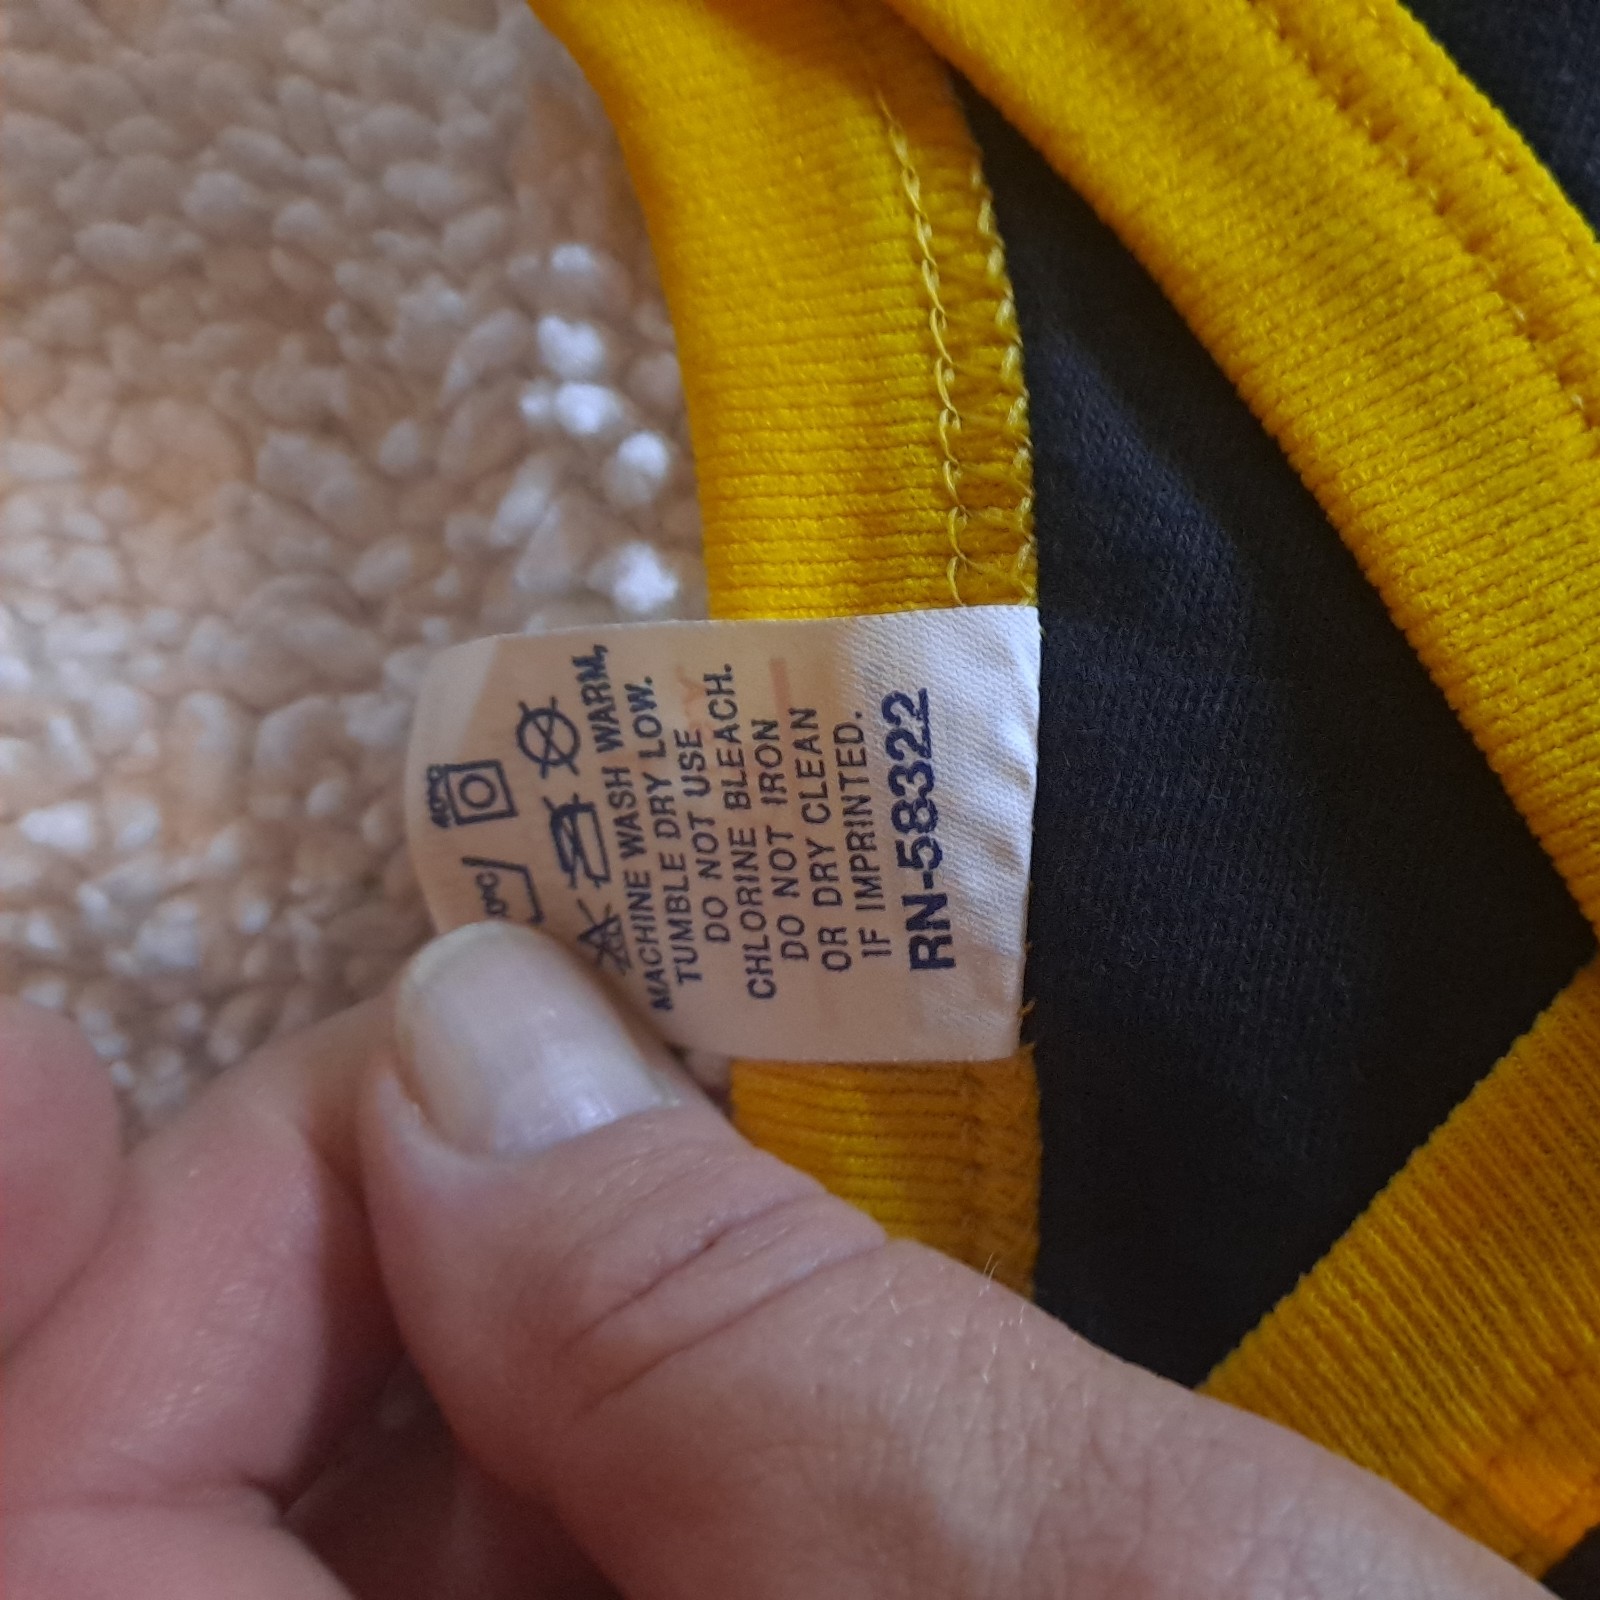 40°C
MACHINE WASH WARM,
TUMBLE DRY LOW.
DO NOT USE
CHLORINE BLEACH.
DO NOT IRON
OR DRY CLEAN
IF IMPRINTED.
RN-58322